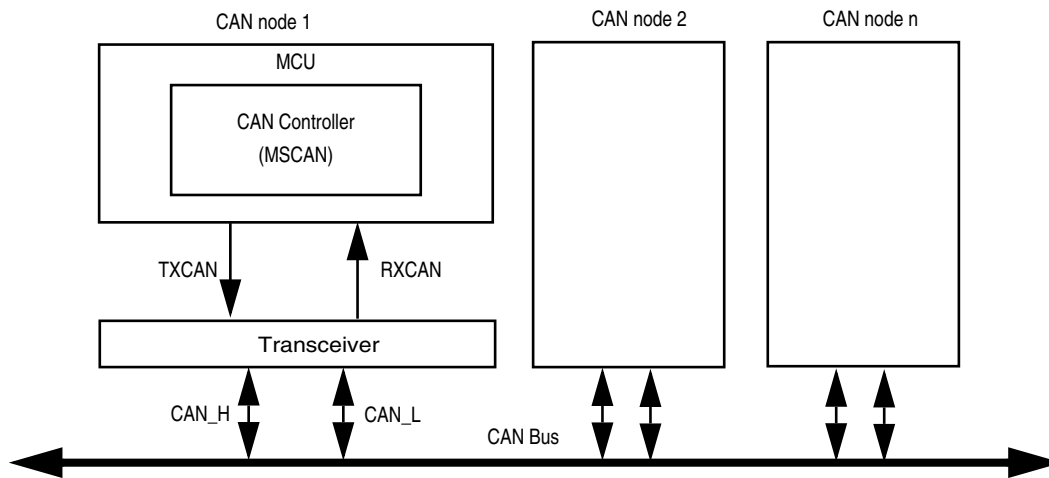 CAN node 1
CAN node 2
CAN node n
MCU
CAN Controller
(MSCAN)
TXCAN
RXCAN
Transceiver
CAN_H
CAN_L
CAN Bus